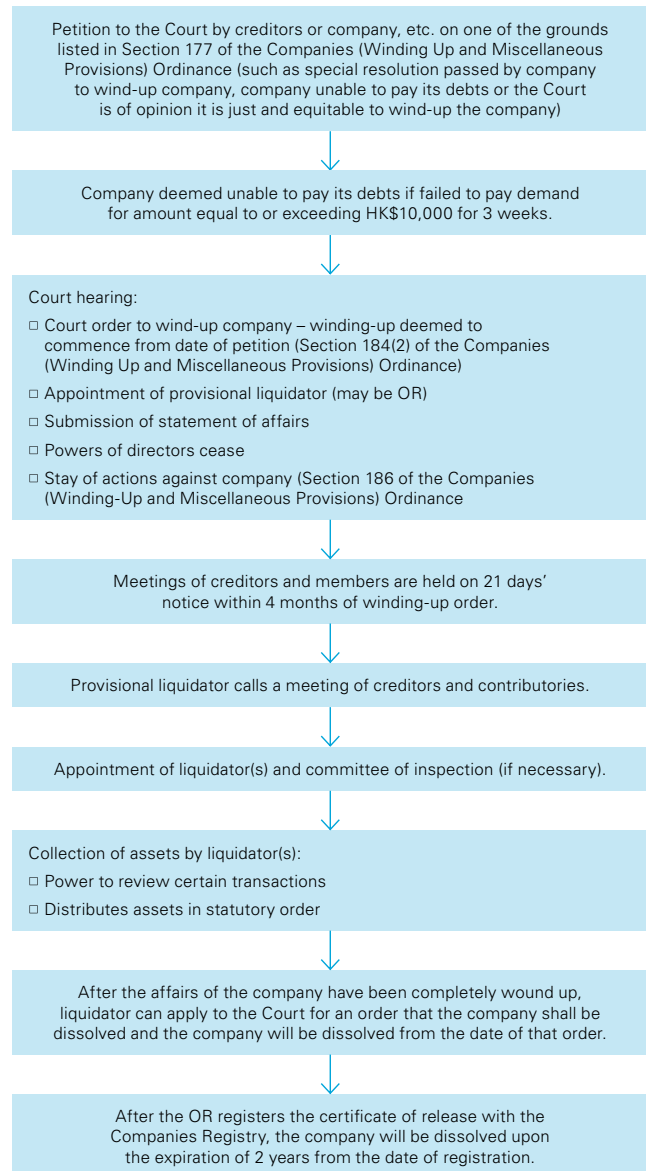 Petition to the Court by creditors or company, etc. on one of the grounds
listed in Section 177 of the Companies (Winding Up and Miscellaneous
Provisions) Ordinance (such as special resolution passed by company
to wind-up company, company unable to pay its debts or the Court
is of opinion it is just and equitable to wind-up the company)
Company deemed unable to pay its debts if failed to pay demand
for amount equal to or exceeding HK$10,000 for 3 weeks.
Court hearing:
□ Court order to wind-up company – winding-up deemed to
commence from date of petition (Section 184(2) of the Companies
(Winding Up and Miscellaneous Provisions) Ordinance)
□ Appointment of provisional liquidator (may be OR)
□ Submission of statement of affairs
□ Powers of directors cease
□ Stay of actions against company (Section 186 of the Companies
(Winding-Up and Miscellaneous Provisions) Ordinance
Meetings of creditors and members are held on 21 days’
notice within 4 months of winding-up order.
Provisional liquidator calls a meeting of creditors and contributories.
Appointment of liquidator(s) and committee of inspection (if necessary).
Collection of assets by liquidator(s):
□ Power to review certain transactions
□ Distributes assets in statutory order
After the affairs of the company have been completely wound up,
liquidator can apply to the Court for an order that the company shall be
dissolved and the company will be dissolved from the date of that order.
After the OR registers the certificate of release with the
Companies Registry, the company will be dissolved upon
the expiration of 2 years from the date of registration.